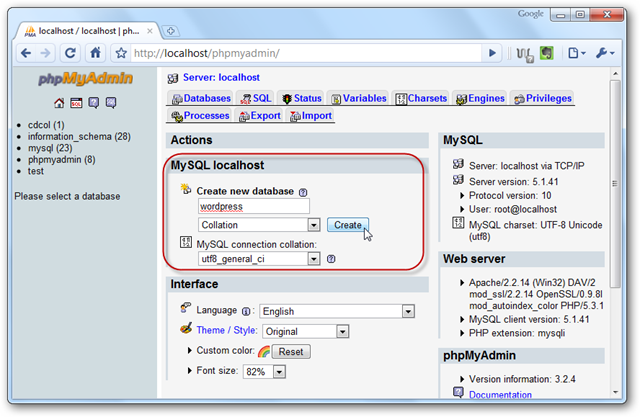 Google
localhost / localhost | ph...
http://localhost/phpmyadmin/
phpMyAdmin
SQL
cdcol (1)
information_schema (28)
mysql (23)
phpmyadmin (8)
test
Please select a database
Server: localhost
Databases SQL Status Variables Charsets Engines Privileges
Processes Export Import
Actions
MySQL localhost
Create new database
wordpress
Collation Create
MySQL connection collation:
utf8_general_ci
Interface
Language : English
Theme / Style: Original
Custom color: Reset
Font size: 82%
MySQL
Server: localhost via TCP/IP
Server version: 5.1.41
Protocol version: 10
User: root@localhost
MySQL charset: UTF-8 Unicode
(utf8)
Web server
Apache/2.2.14 (Win32) DAV/2
mod_ssl/2.2.14 OpenSSL/0.9.8l
mod_autoindex_color PHP/5.3.1
MySQL client version: 5.1.41
PHP extension: mysqli
phpMyAdmin
Version information: 3.2.4
Documentation